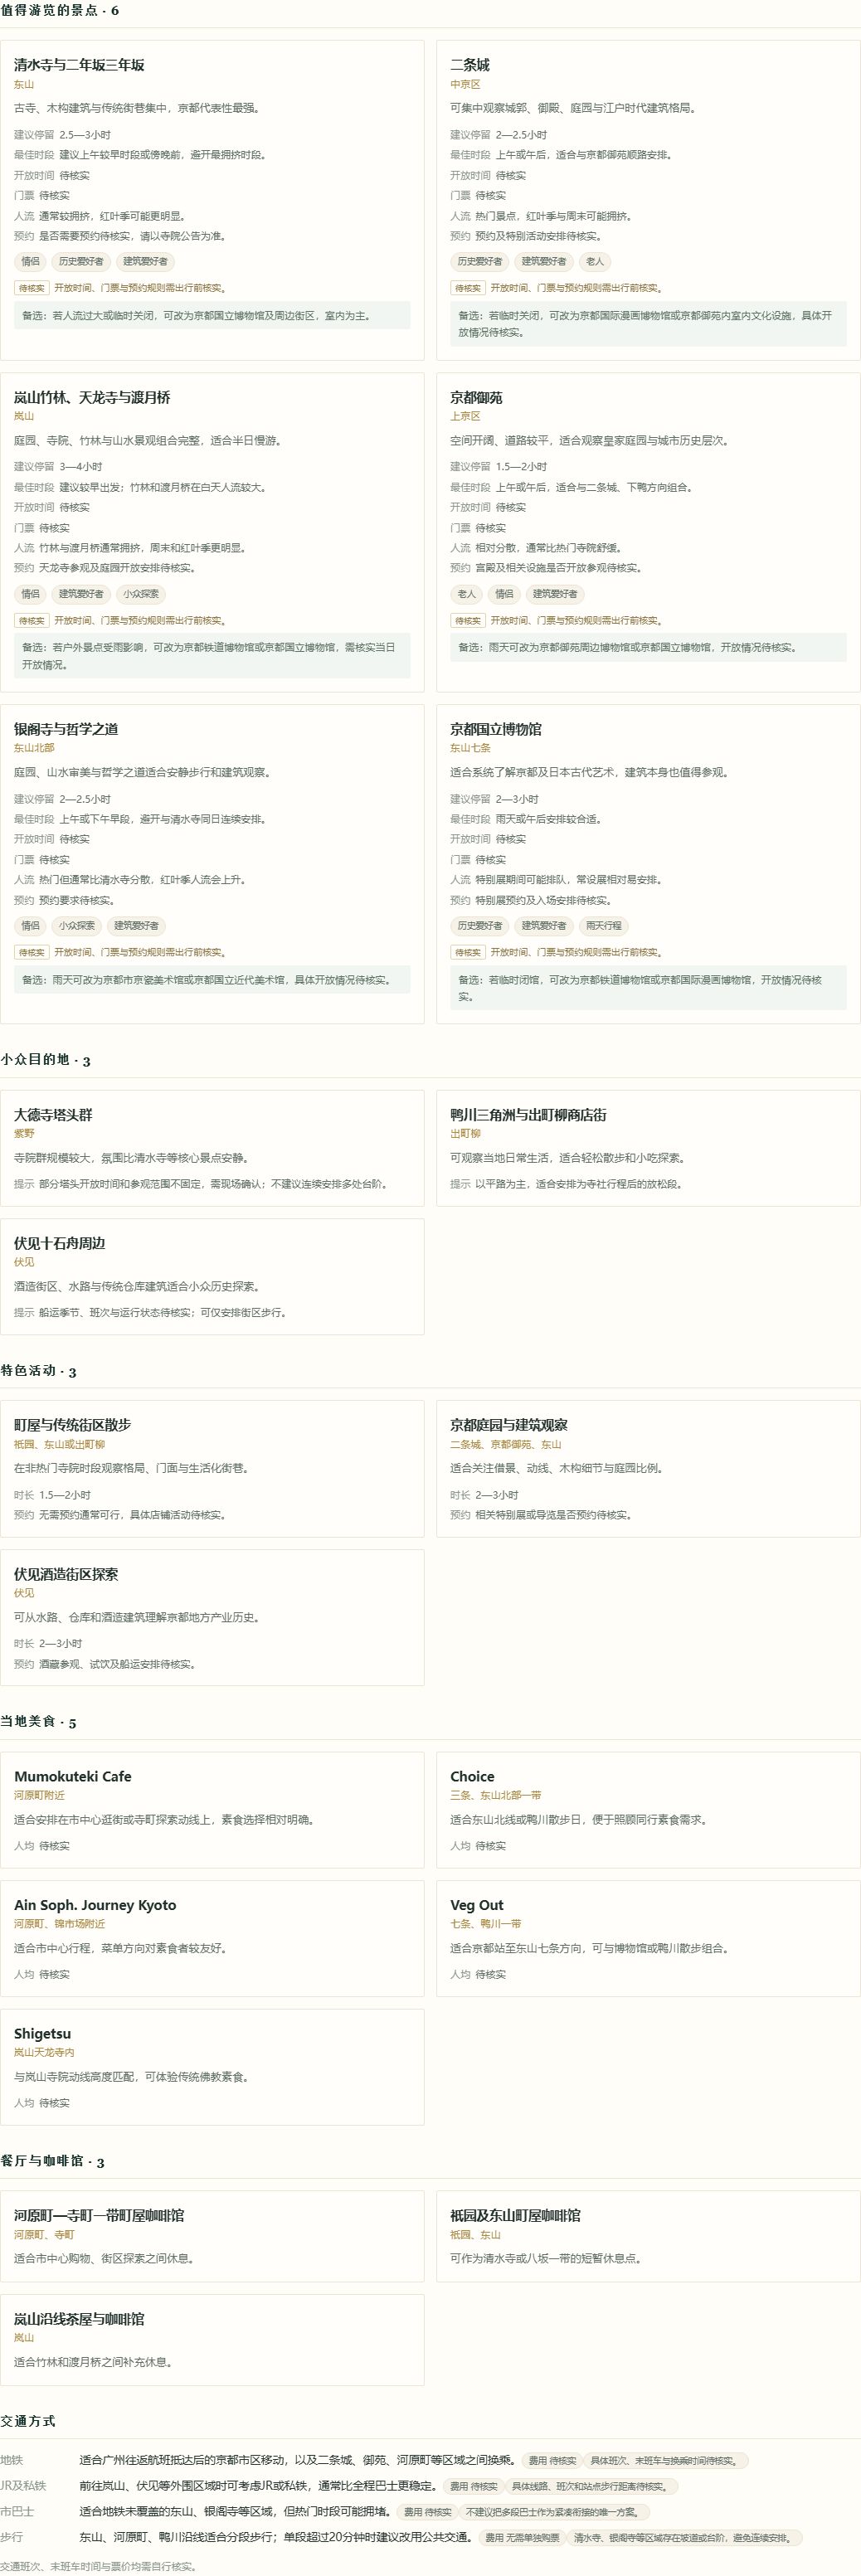 值得游览的景点 · 6
清水寺与二年坂三年坂
东山
古寺、木构建筑与传统街巷集中，京都代表性最强。
建议停留 2.5—3小时
最佳时段 建议上午较早时段或傍晚前，避开最拥挤时段。
开放时间 待核实
门票 待核实
人流 通常较拥挤，红叶季可能更明显。
预约 是否需要预约待核实，请以寺院公告为准。
情侣 历史爱好者 建筑爱好者
待核实 开放时间、门票与预约规则需出行前核实。
备选：若人流过大或临时关闭，可改为京都国立博物馆及周边街区，室内为主。
二条城
中京区
可集中观察城郭、御殿、庭园与江户时代建筑格局。
建议停留 2—2.5小时
最佳时段 上午或午后，适合与京都御苑顺路安排。
开放时间 待核实
门票 待核实
人流 热门景点，红叶季与周末可能拥挤。
预约 预约及特别活动安排待核实。
历史爱好者 建筑爱好者 老人
待核实 开放时间、门票与预约规则需出行前核实。
备选：若临时关闭，可改为京都国际漫画博物馆或京都御苑内室内文化设施，具体开
放情况待核实。
岚山竹林、天龙寺与渡月桥
岚山
庭园、寺院、竹林与山水景观组合完整，适合半日慢游。
建议停留 3—4小时
最佳时段 建议较早出发；竹林和渡月桥在白天人流较大。
开放时间 待核实
门票 待核实
人流 竹林与渡月桥通常拥挤，周末和红叶季更明显。
预约 天龙寺参观及庭园开放安排待核实。
情侣 建筑爱好者 小众探索
待核实 开放时间、门票与预约规则需出行前核实。
备选：若户外景点受雨影响，可改为京都铁道博物馆或京都国立博物馆，需核实当日
开放情况。
京都御苑
上京区
空间开阔、道路较平，适合观察皇家庭园与城市历史层次。
建议停留 1.5—2小时
最佳时段 上午或午后，适合与二条城、下鸭方向组合。
开放时间 待核实
门票 待核实
人流 相对分散，通常比热门寺院舒缓。
预约 宫殿及相关设施是否开放参观待核实。
老人 情侣 建筑爱好者
待核实 开放时间、门票与预约规则需出行前核实。
备选：雨天可改为京都御苑周边博物馆或京都国立博物馆，开放情况待核实。
银阁寺与哲学之道
东山北部
庭园、山水审美与哲学之道适合安静步行和建筑观察。
建议停留 2—2.5小时
最佳时段 上午或下午早段，避开与清水寺同日连续安排。
开放时间 待核实
门票 待核实
人流 热门但通常比清水寺分散，红叶季人流会上升。
预约 预约要求待核实。
情侣 小众探索 建筑爱好者
待核实 开放时间、门票与预约规则需出行前核实。
备选：雨天可改为京都市京瓷美术馆或京都国立近代美术馆，具体开放情况待核实。
京都国立博物馆
东山七条
适合系统了解京都及日本古代艺术，建筑本身也值得参观。
建议停留 2—3小时
最佳时段 雨天或午后安排较合适。
开放时间 待核实
门票 待核实
人流 特别展期间可能排队，常设展相对易安排。
预约 特别展预约及入场安排待核实。
历史爱好者 建筑爱好者 雨天行程
待核实 开放时间、门票与预约规则需出行前核实。
备选：若临时闭馆，可改为京都铁道博物馆或京都国际漫画博物馆，开放情况待核
实。
小众目的地 · 3
大德寺塔头群
紫野
寺院群规模较大，氛围比清水寺等核心景点安静。
提示 部分塔头开放时间和参观范围不固定，需现场确认；不建议连续安排多处台阶。
鸭川三角洲与出町柳商店街
出町柳
可观察当地日常生活，适合轻松散步和小吃探索。
提示 以平路为主，适合安排为寺社行程后的放松段。
伏见十石舟周边
伏见
酒造街区、水路与传统仓库建筑适合小众历史探索。
提示 船运季节、班次与运行状态待核实；可仅安排街区步行。
特色活动 · 3
町屋与传统街区散步
祇园、东山或出町柳
在非热门寺院时段观察格局、门面与生活化街巷。
时长 1.5—2小时
预约 无需预约通常可行，具体店铺活动待核实。
京都庭园与建筑观察
二条城、京都御苑、东山
适合关注借景、动线、木构细节与庭园比例。
时长 2—3小时
预约 相关特别展或导览是否预约待核实。
伏见酒造街区探索
伏见
可从水路、仓库和酒造建筑理解京都地方产业历史。
时长 2—3小时
预约 酒藏参观、试饮及船运安排待核实。
当地美食 · 5
Mumokuteki Cafe
河原町附近
适合安排在市中心逛街或寺町探索动线上，素食选择相对明确。
人均 待核实
Choice
三条、东山北部一带
适合东山北线或鸭川散步日，便于照顾同行素食需求。
人均 待核实
Ain Soph. Journey Kyoto
河原町、锦市场附近
适合市中心行程，菜单方向对素食者较友好。
人均 待核实
Veg Out
七条、鸭川一带
适合京都站至东山七条方向，可与博物馆或鸭川散步组合。
人均 待核实
Shigetsu
岚山天龙寺内
与岚山寺院动线高度匹配，可体验传统佛教素食。
人均 待核实
餐厅与咖啡馆 · 3
河原町—寺町一带町屋咖啡馆
河原町、寺町
适合市中心购物、街区探索之间休息。
祇园及东山町屋咖啡馆
祇园、东山
可作为清水寺或八坂一带的短暂休息点。
岚山沿线茶屋与咖啡馆
岚山
适合竹林和渡月桥之间补充休息。
交通方式
地铁 适合广州往返航班抵达后的京都市区移动，以及二条城、御苑、河原町等区域之间换乘。 费用 待核实 具体班次、末班车与换乘时间待核实。
JR及私铁 前往岚山、伏见等外围区域时可考虑JR或私铁，通常比全程巴士更稳定。 费用 待核实 具体线路、班次和站点步行距离待核实。
市巴士 适合地铁未覆盖的东山、银阁寺等区域，但热门时段可能拥堵。 费用 待核实 不建议把多段巴士作为紧凑衔接的唯一方案。
步行 东山、河原町、鸭川沿线适合分段步行；单段超过20分钟时建议改用公共交通。 费用 无需单独购票 清水寺、银阁寺等区域存在坡道或台阶，避免连续安排。
交通班次、末班车时间与票价均需自行核实。